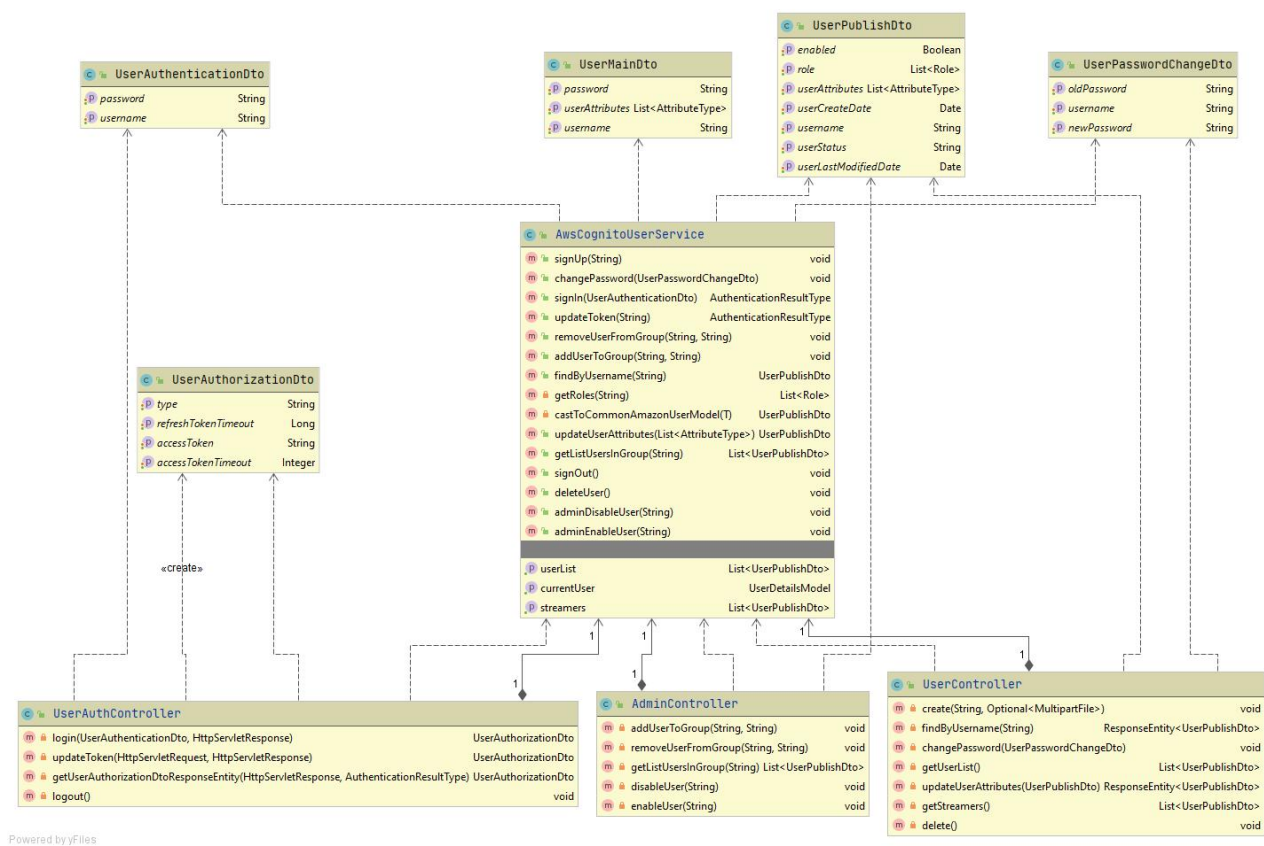 UserPublishDto
enabled Boolean
role List<Role>
userAttributes List<AttributeType>
userCreateDate Date
username String
userStatus String
userLastModifiedDate Date
UserAuthenticationDto
password String
username String
UserMainDto
password String
userAttributes List<AttributeType>
username String
UserPasswordChangeDto
oldPassword String
username String
newPassword String
AwsCognitoUserService
signUp(String) void
changePassword(UserPasswordChangeDto) void
signIn(UserAuthenticationDto) AuthenticationResultType
updateToken(String) AuthenticationResultType
removeUserFromGroup(String, String) void
addUserToGroup(String, String) void
findByUsername(String) UserPublishDto
getRoles(String) List<Role>
castToCommonAmazonUserModel(T) UserPublishDto
updateUserAttributes(List<AttributeType>) UserPublishDto
getListUsersInGroup(String) List<UserPublishDto>
signOut() void
deleteUser() void
adminDisableUser(String) void
adminEnableUser(String) void
userList List<UserPublishDto>
currentUser UserDetailsModel
streamers List<UserPublishDto>
UserAuthorizationDto
type String
refreshTokenTimeout Long
accessToken String
accessTokenTimeout Integer
«create»
1
1
1
1
1
1
UserAuthController
login(UserAuthenticationDto, HttpServletResponse) UserAuthorizationDto
updateToken(HttpServletRequest, HttpServletResponse) UserAuthorizationDto
getUserAuthorizationDtoResponseEntity(HttpServletResponse, AuthenticationResultType) UserAuthorizationDto
logout() void
AdminController
addUserToGroup(String, String) void
removeUserFromGroup(String, String) void
getListUsersInGroup(String) List<UserPublishDto>
disableUser(String) void
enableUser(String) void
UserController
create(String, Optional<MultipartFile>) void
findByUsername(String) ResponseEntity<UserPublishDto>
changePassword(UserPasswordChangeDto) void
getUserList() List<UserPublishDto>
updateUserAttributes(UserPublishDto) ResponseEntity<UserPublishDto>
getStreamers() List<UserPublishDto>
delete() void
Powered by yFiles